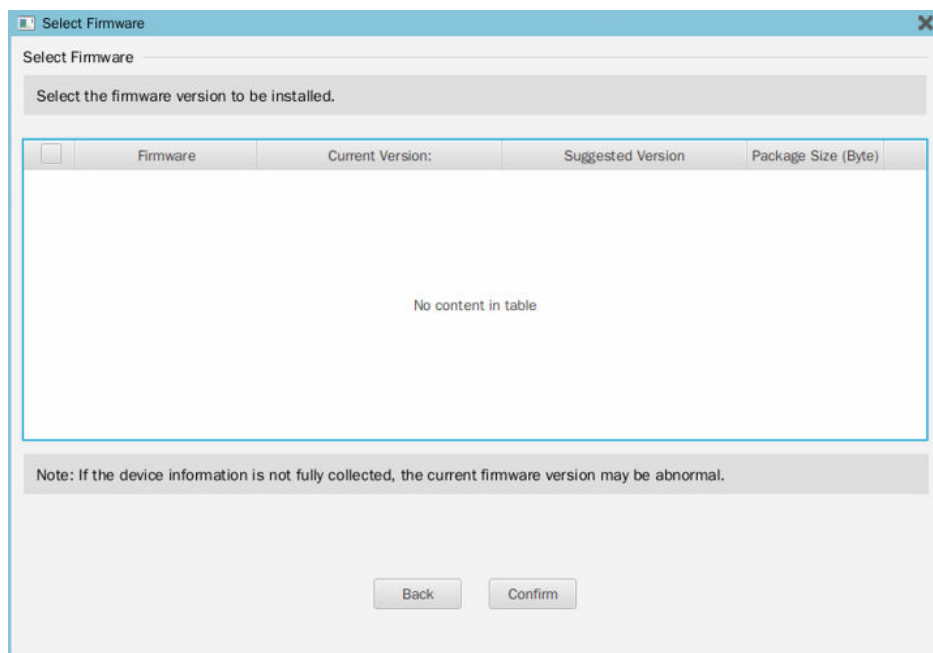 Select Firmware
Select Firmware
Select the firmware version to be installed.
Firmware Current Version: Suggested Version Package Size (Byte)
No content in table
Note: If the device information is not fully collected, the current firmware version may be abnormal.
Back Confirm